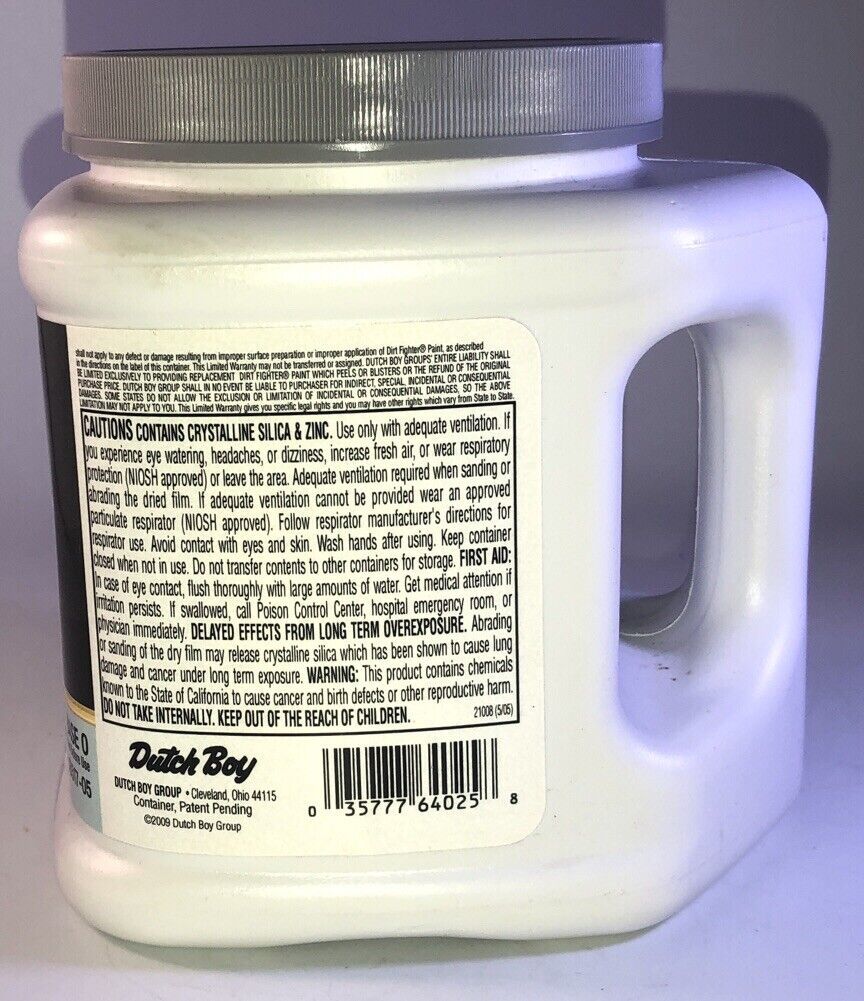 shall not apply to any defect or damage resulting from improper surface preparation or improper application of Dirt Fighter® Paint, as described
in the directions on the label of this container. This Limited Warranty may not be transferred or assigned. DUTCH BOY GROUPS' ENTIRE LIABILITY SHALL
BE LIMITED EXCLUSIVELY TO PROVIDING REPLACEMENT DIRT FIGHTER® PAINT WHICH PEELS OR BLISTERS OR THE REFUND OF THE ORIGINAL
PURCHASE PRICE. DUTCH BOY GROUP SHALL IN NO EVENT BE LIABLE TO PURCHASER FOR INDIRECT, SPECIAL, INCIDENTAL OR CONSEQUENTIAL
DAMAGES. SOME STATES DO NOT ALLOW THE EXCLUSION OR LIMITATION OF INCIDENTAL OR CONSEQUENTIAL DAMAGES, SO THE ABOVE
LIMITATION MAY NOT APPLY TO YOU. This Limited Warranty gives you specific legal rights and you may have other rights which vary from State to State.
CAUTIONS CONTAINS CRYSTALLINE SILICA & ZINC. Use only with adequate ventilation. If
you experience eye watering, headaches, or dizziness, increase fresh air, or wear respiratory
protection (NIOSH approved) or leave the area. Adequate ventilation required when sanding or
abrading the dried film. If adequate ventilation cannot be provided wear an approved
particulate respirator (NIOSH approved). Follow respirator manufacturer's directions for
respirator use. Avoid contact with eyes and skin. Wash hands after using. Keep container
closed when not in use. Do not transfer contents to other containers for storage. FIRST AID:
In case of eye contact, flush thoroughly with large amounts of water. Get medical attention if
irritation persists. If swallowed, call Poison Control Center, hospital emergency room, or
physician immediately. DELAYED EFFECTS FROM LONG TERM OVEREXPOSURE. Abrading
or sanding of the dry film may release crystalline silica which has been shown to cause lung
damage and cancer under long term exposure. WARNING: This product contains chemicals
known to the State of California to cause cancer and birth defects or other reproductive harm.
DO NOT TAKE INTERNALLY. KEEP OUT OF THE REACH OF CHILDREN. 21008 (5/05)
Dutch Boy
DUTCH BOY GROUP • Cleveland, Ohio 44115
Container, Patent Pending
©2009 Dutch Boy Group
0 35777 64025 8